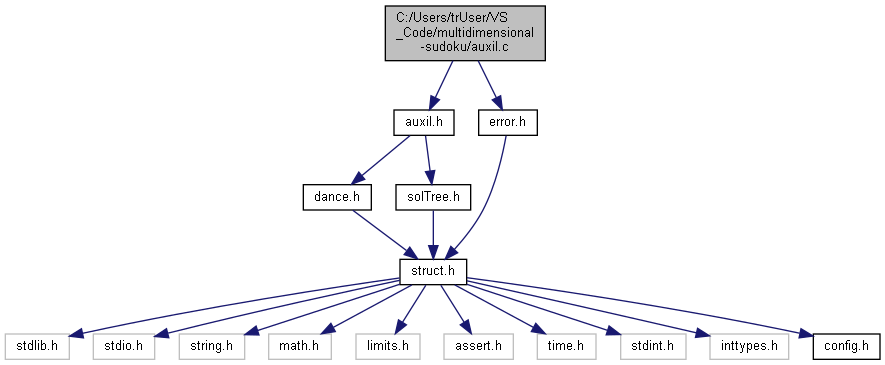 C:/Users/trUser/VS
_Code/multidimensional
-sudoku/auxil.c
auxil.h
error.h
dance.h
solTree.h
struct.h
stdlib.h
stdio.h
string.h
math.h
limits.h
assert.h
time.h
stdint.h
inttypes.h
config.h